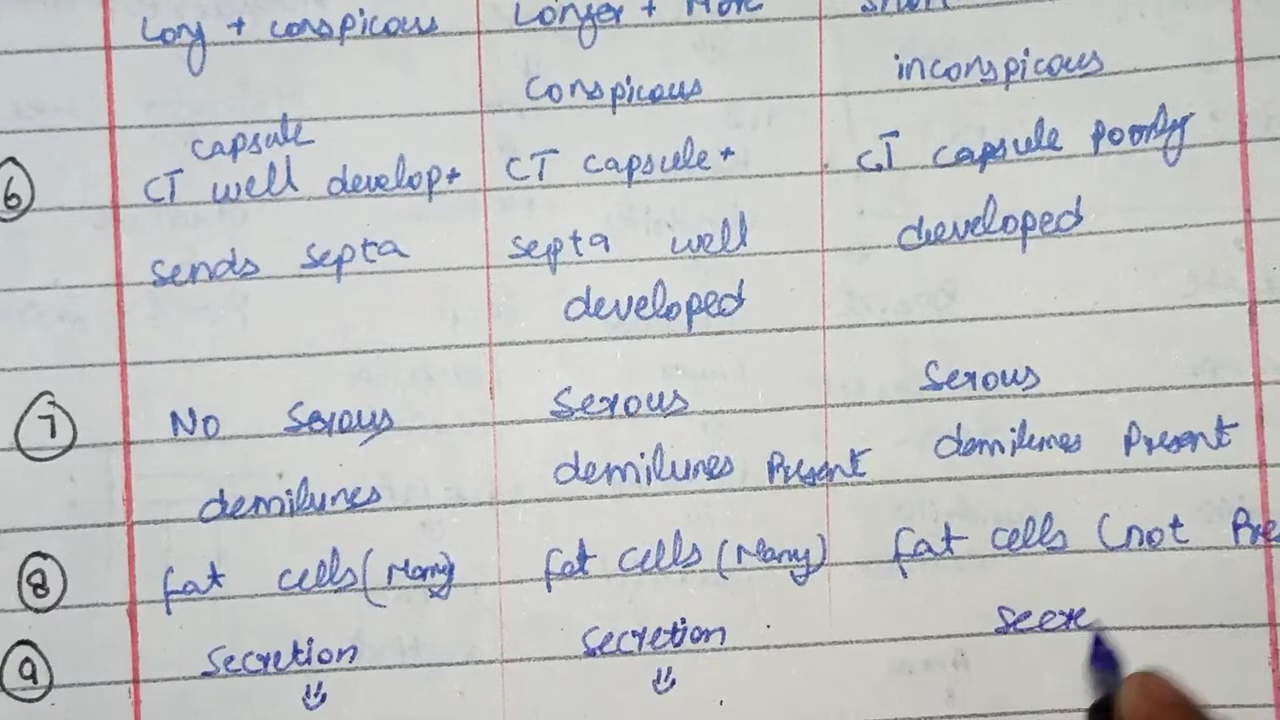 Long + conspicous
Longer + More
conspicous
inconspicous
6
capsule
CT well develop+
sends septa
CT capsule+
septa well
developed
CT capsule poorly
developed
7
No Serous
demilunes
Serous
demilunes Present
Serous
demilunes Present
8
fat cells (Many)
fat cells (Many)
fat cells (not Pre
9
Secretion
Secretion
Secre